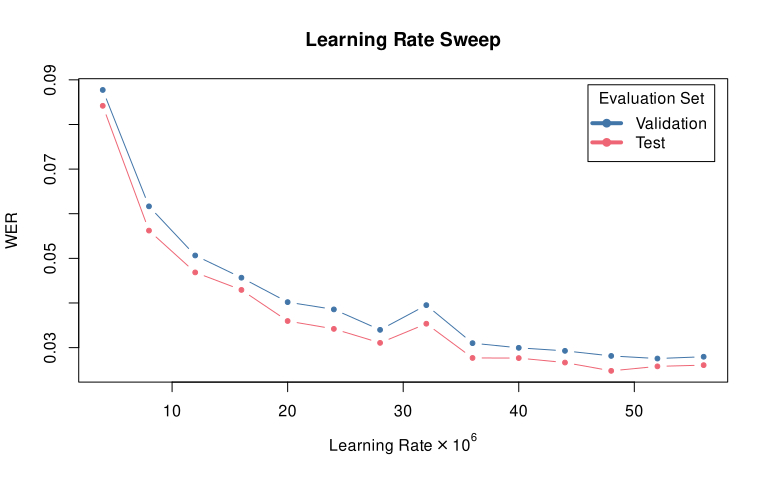 Learning Rate Sweep
WER
0.09
0.07
0.05
0.03
Evaluation Set
Validation
Test
10 20 30 40 50
Learning Rate × 10⁶